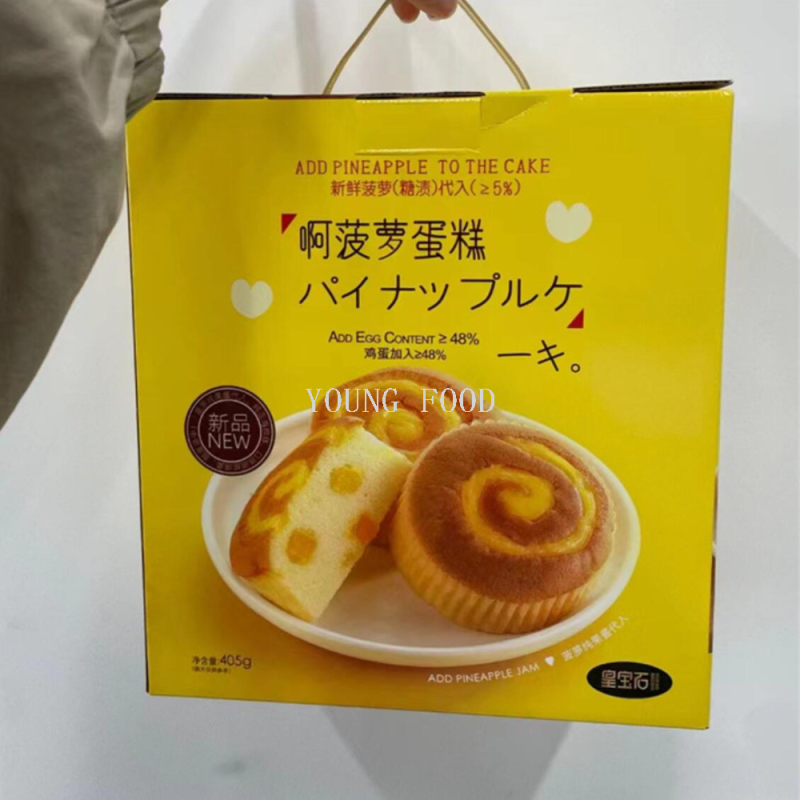 ADD PINEAPPLE TO THE CAKE
新鲜菠萝(糖渍)代入(≥5%)
啊菠萝蛋糕
パイナップルケ
ーキ。
ADD EGG CONTENT ≥ 48%
鸡蛋加入≥48%
YOUNG FOOD
新品
NEW
净含量:405g
ADD PINEAPPLE JAM 菠萝纯果酱代入
皇宝石